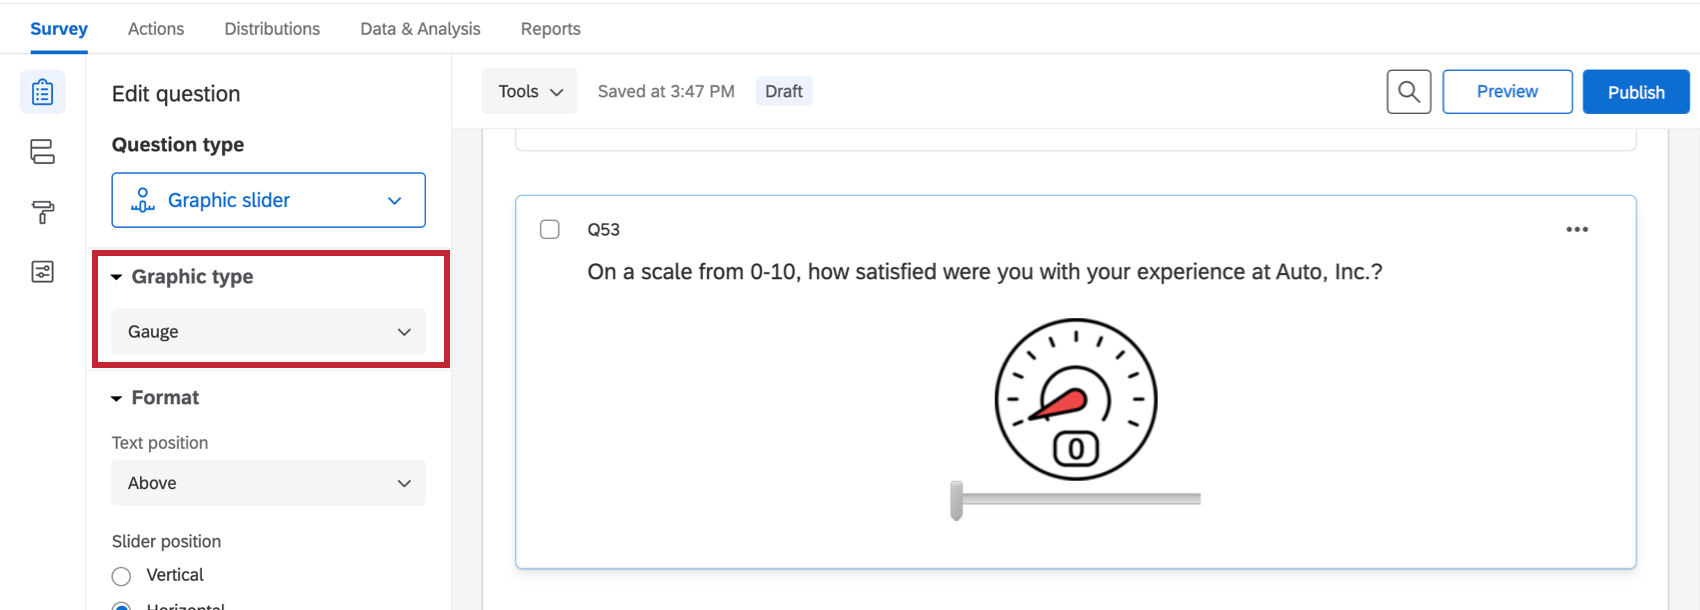 Survey Actions Distributions Data & Analysis Reports
Edit question
Tools Saved at 3:47 PM Draft Preview Publish
Question type
Graphic slider
Graphic type
Gauge
Format
Text position
Above
Slider position
Vertical
Horizontal
Q53
On a scale from 0-10, how satisfied were you with your experience at Auto, Inc.?
0